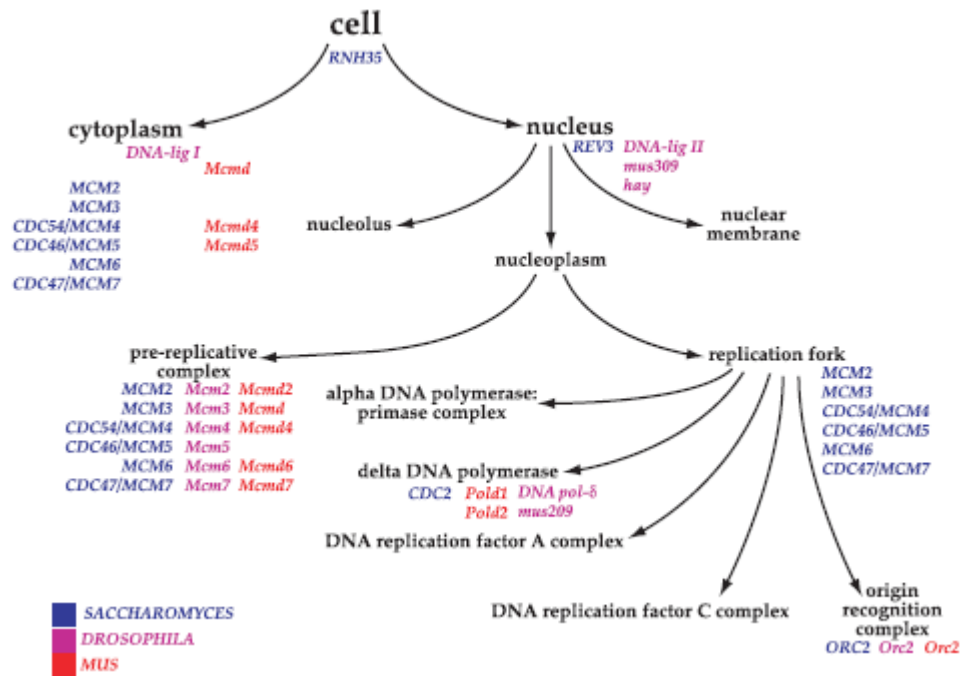 cell
RNH35
cytoplasm
DNA-lig I
Mcmd
MCM2
MCM3
CDC54/MCM4 Mcmd4
CDC46/MCM5 Mcmd5
MCM6
CDC47/MCM7
nucleus
REV3 DNA-lig II
mus309
hay
nucleolus
nuclear
membrane
nucleoplasm
pre-replicative
complex
MCM2 Mcm2 Mcmd2
MCM3 Mcm3 Mcmd
CDC54/MCM4 Mcm4 Mcmd4
CDC46/MCM5 Mcm5
MCM6 Mcm6 Mcmd6
CDC47/MCM7 Mcm7 Mcmd7
replication fork
MCM2
MCM3
CDC54/MCM4
CDC46/MCM5
MCM6
CDC47/MCM7
alpha DNA polymerase:
primase complex
delta DNA polymerase
CDC2 Pold1 DNA pol-δ
Pold2 mus209
DNA replication factor A complex
DNA replication factor C complex
origin
recognition
complex
ORC2 Orc2 Orc2
SACCHAROMYCES
DROSOPHILA
MUS